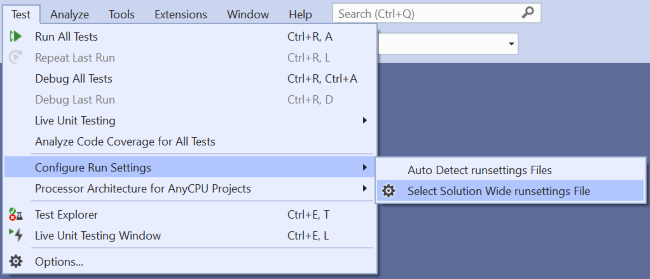 Test Analyze Tools Extensions Window Help Search (Ctrl+Q)
Run All Tests Ctrl+R, A
Repeat Last Run Ctrl+R, L
Debug All Tests Ctrl+R, Ctrl+A
Debug Last Run Ctrl+R, D
Live Unit Testing
Analyze Code Coverage for All Tests
Configure Run Settings Auto Detect runsettings Files
Processor Architecture for AnyCPU Projects Select Solution Wide runsettings File
Test Explorer Ctrl+E, T
Live Unit Testing Window Ctrl+E, L
Options...